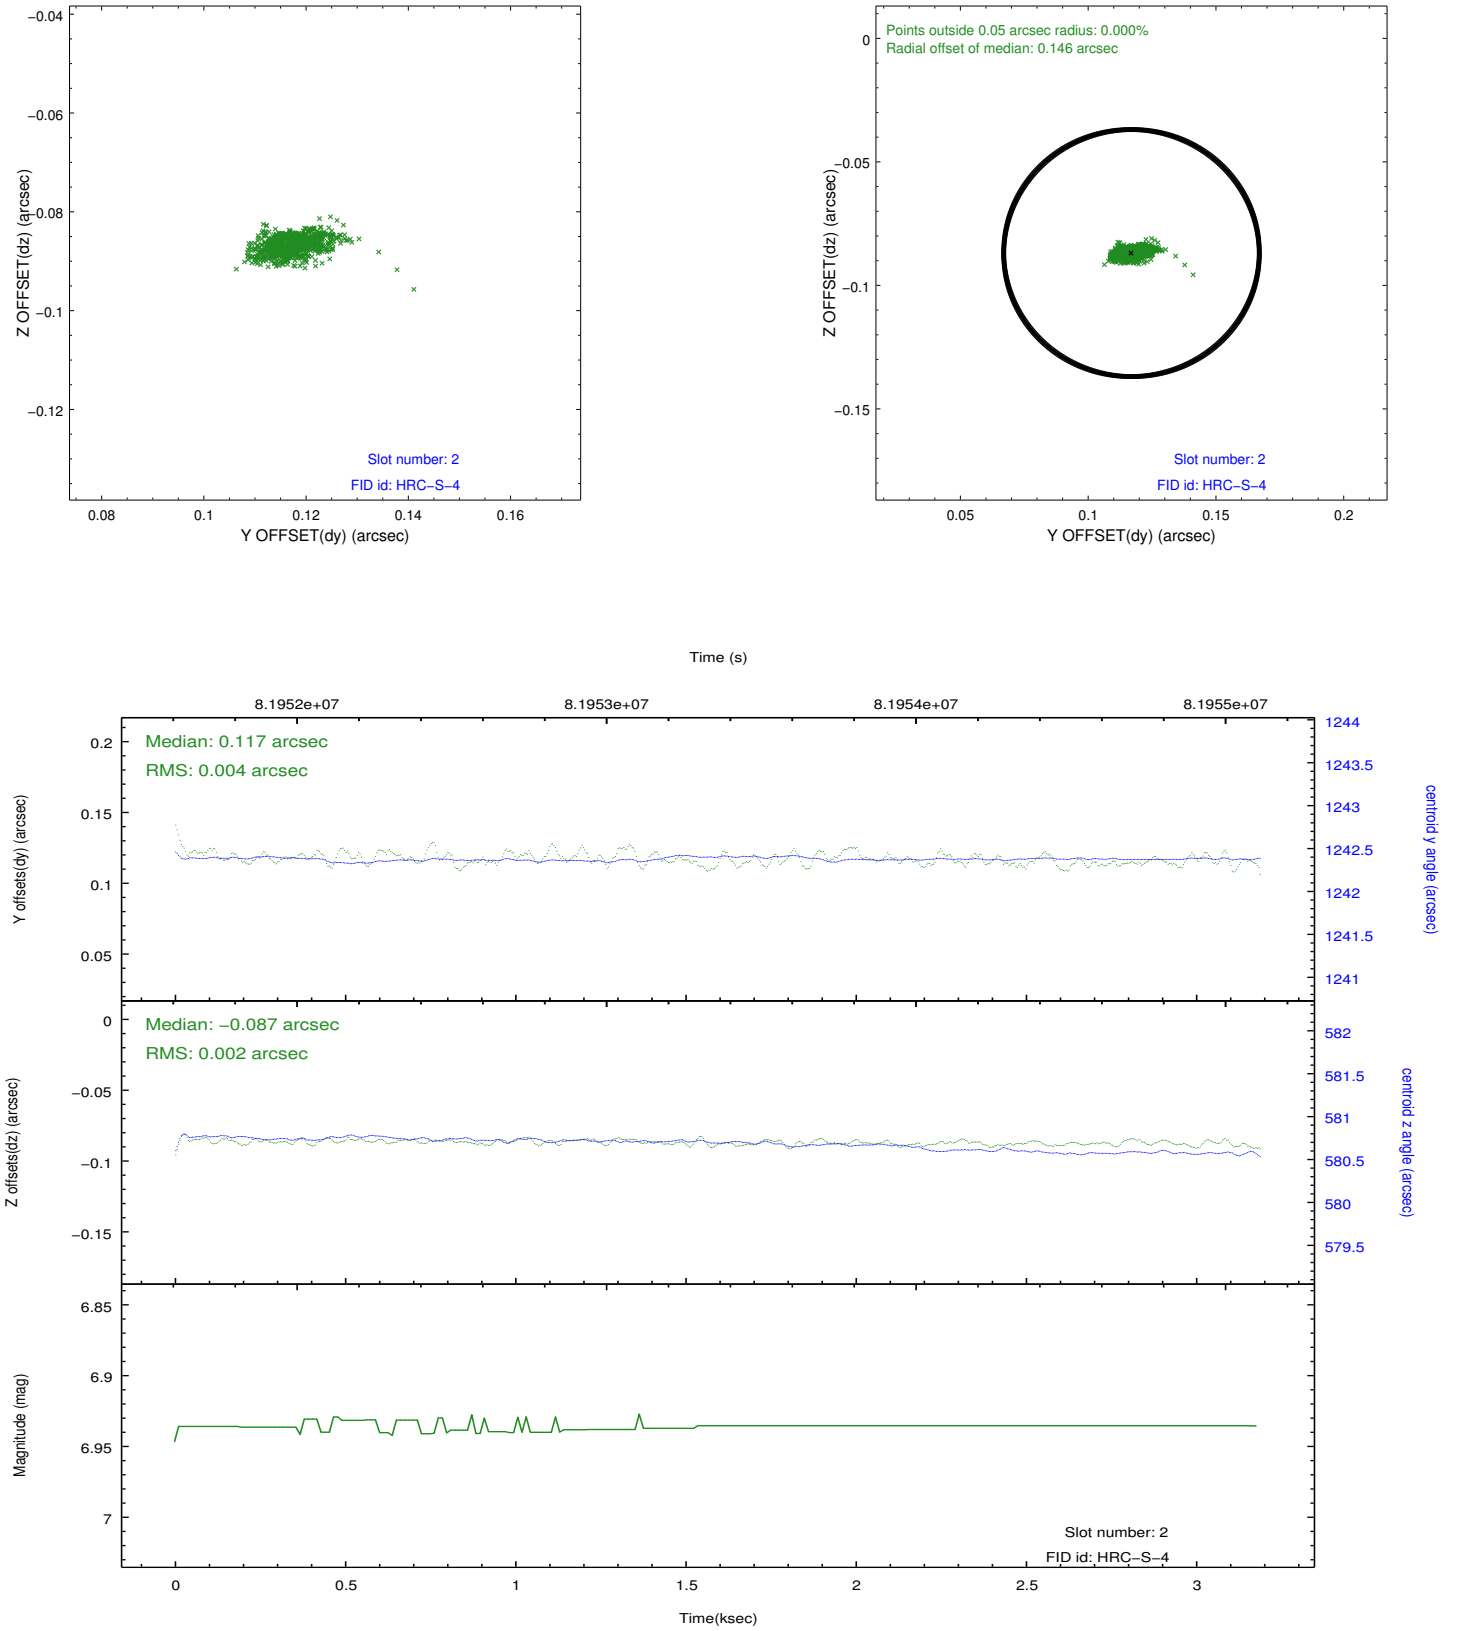 −0.04
−0.06
−0.08
−0.1
−0.12
Z OFFSET(dz) (arcsec)
Slot number: 2
FID id: HRC−S−4
0.08 0.1 0.12 0.14 0.16
Y OFFSET(dy) (arcsec)
Points outside 0.05 arcsec radius: 0.000%
Radial offset of median: 0.146 arcsec
0
−0.05
−0.1
−0.15
Z OFFSET(dz) (arcsec)
Slot number: 2
FID id: HRC−S−4
0.05 0.1 0.15 0.2
Y OFFSET(dy) (arcsec)
Time (s)
8.1952e+07 8.1953e+07 8.1954e+07 8.1955e+07
Median: 0.117 arcsec
RMS: 0.004 arcsec
0.2
0.15
0.1
0.05
Y offsets(dy) (arcsec)
1244
1243.5
1243
1242.5
1242
1241.5
1241
centroid y angle (arcsec)
Median: −0.087 arcsec
RMS: 0.002 arcsec
0
−0.05
−0.1
−0.15
Z offsets(dz) (arcsec)
582
581.5
581
580.5
580
579.5
centroid z angle (arcsec)
6.85
6.9
6.95
7
Magnitude (mag)
Slot number: 2
FID id: HRC−S−4
0 0.5 1 1.5 2 2.5 3
Time(ksec)